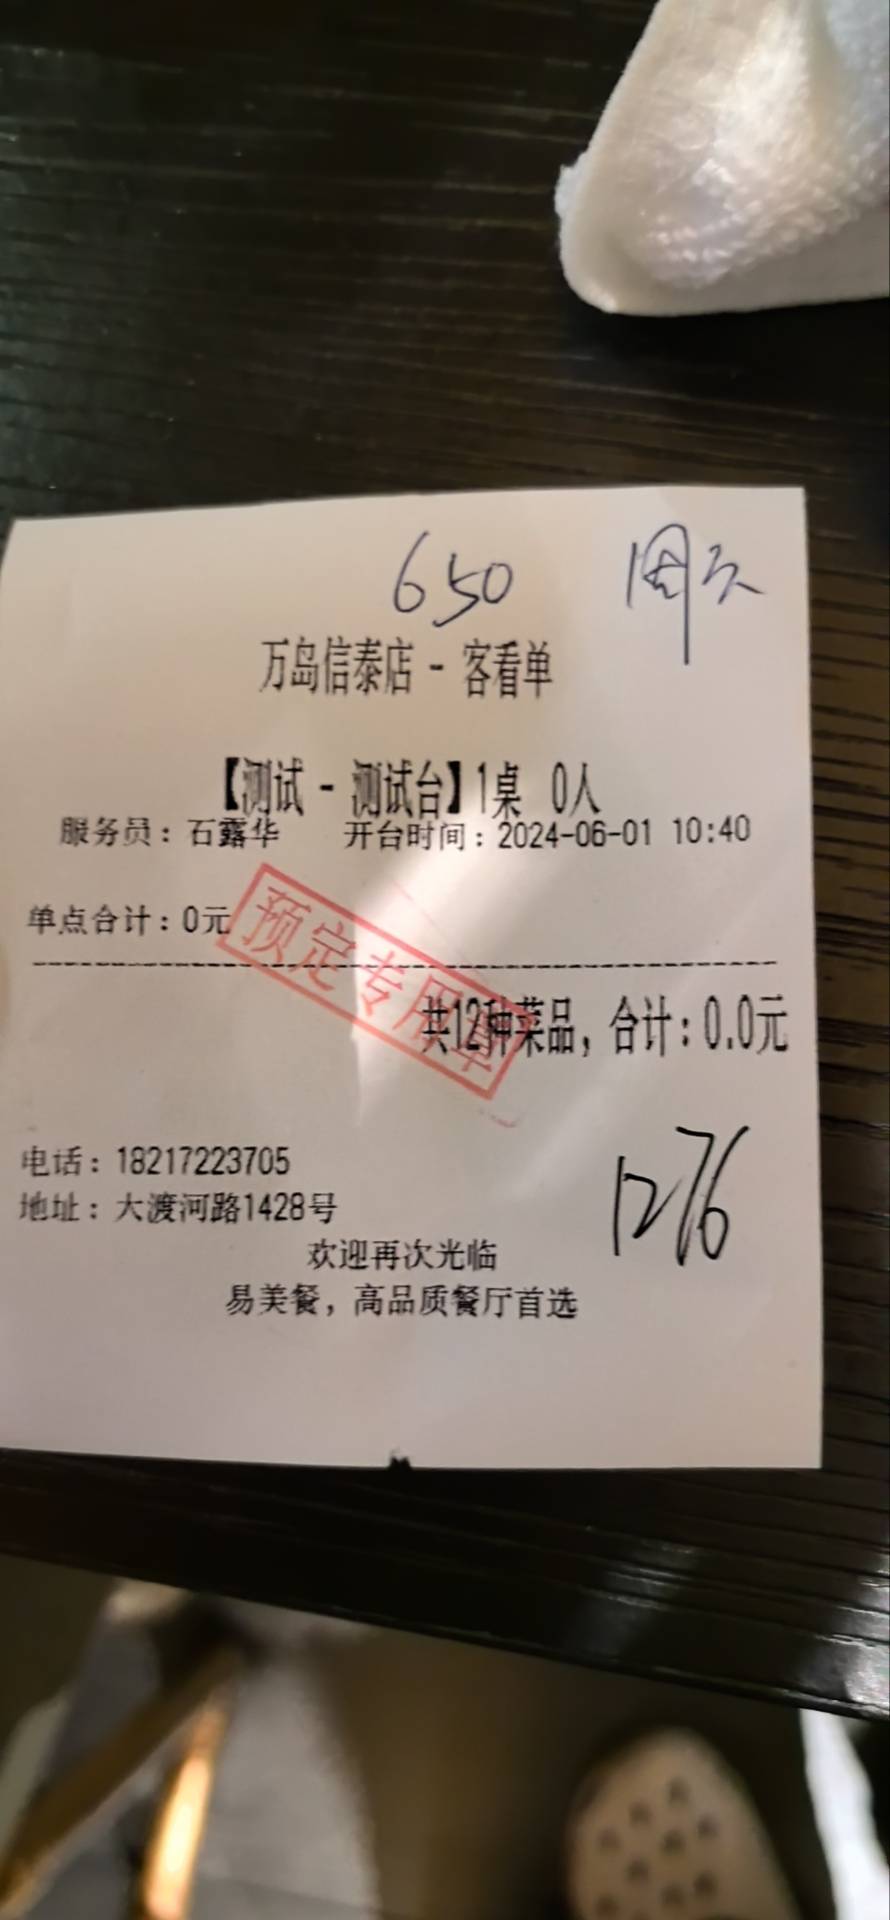 650
万岛信泰店 - 客看单
【测试 - 测试台】1桌 0人
服务员：石露华 开台时间：2024-06-01 10:40
单点合计：0元
预定专用章
共12种菜品，合计：0.0元
电话：18217223705
1276
地址：大渡河路1428号
欢迎再次光临
易美餐，高品质餐厅首选